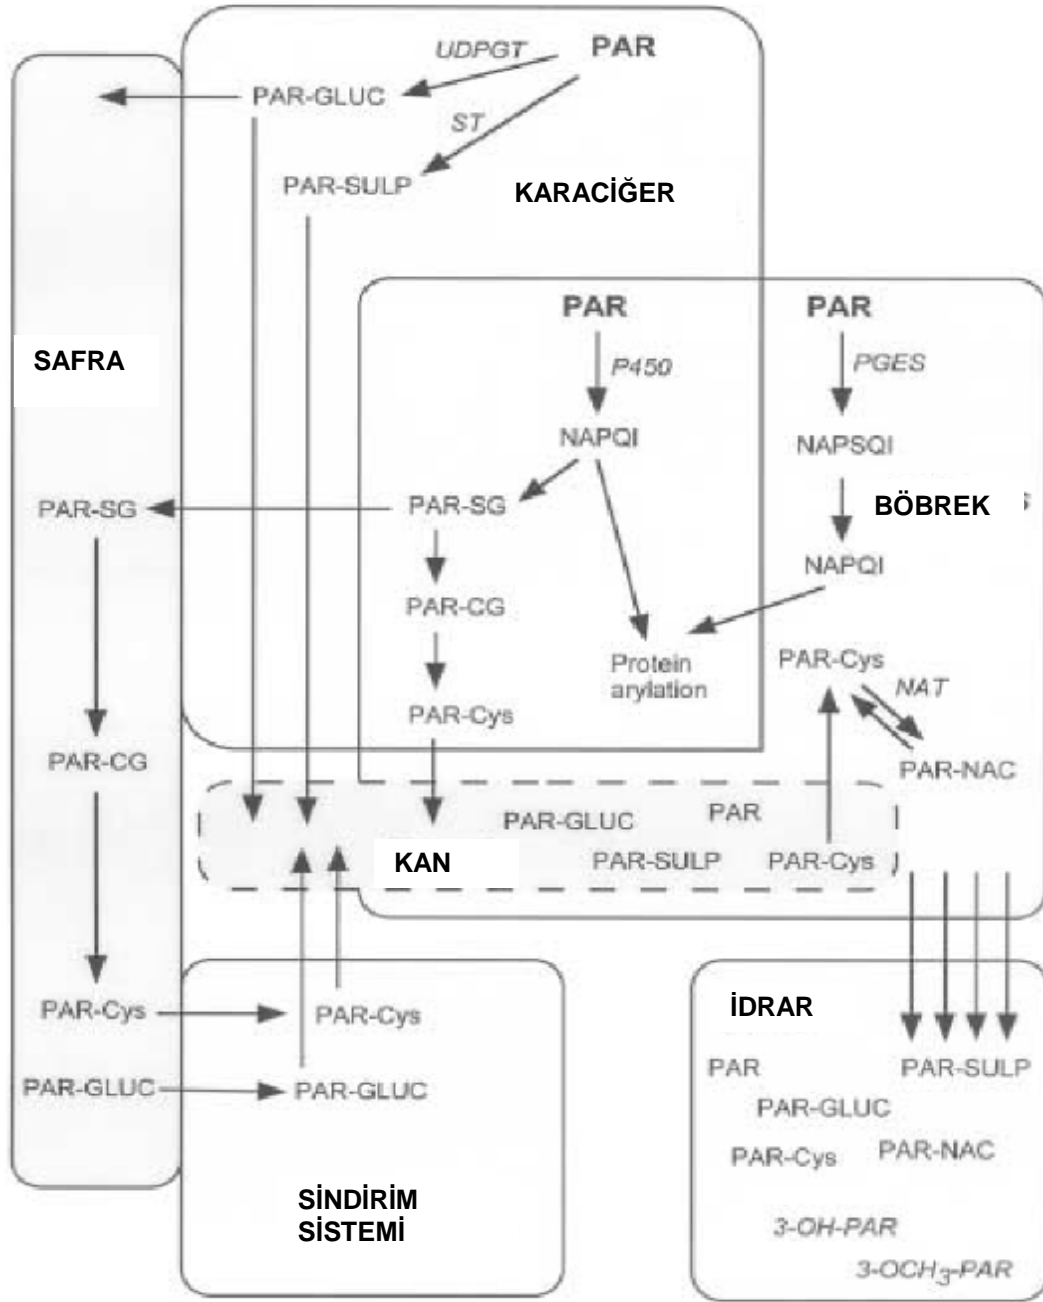 UDPGT
PAR
PAR-GLUC
ST
PAR-SULP
KARACİĞER
PAR
PAR
SAFRA
P450
PGES
NAPQI
NAPSQI
PAR-SG
PAR-SG
BÖBREK
NAPQI
PAR-CG
Protein
arylation
PAR-Cys
NAT
PAR-Cys
PAR-CG
PAR-NAC
PAR-GLUC
PAR
KAN
PAR-SULP
PAR-Cys
PAR-Cys
PAR-Cys
İDRAR
PAR-GLUC
PAR-GLUC
PAR
PAR-SULP
PAR-GLUC
PAR-Cys
PAR-NAC
SİNDİRİM
SİSTEMİ
3-OH-PAR
3-OCH3-PAR